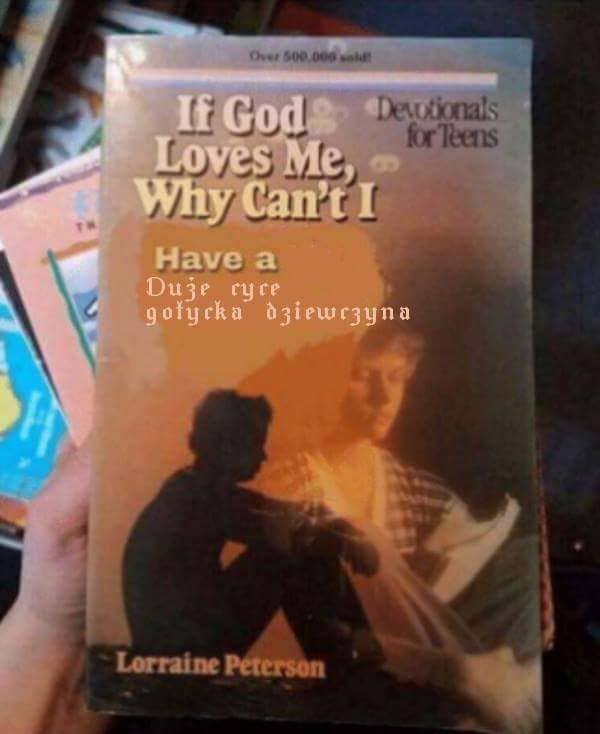 Over 500,000 sold!
Devotionals
for Teens
If God
Loves Me,
Why Can't I
Have a
Duże cyce
gotycka dziewczyna
Lorraine Peterson